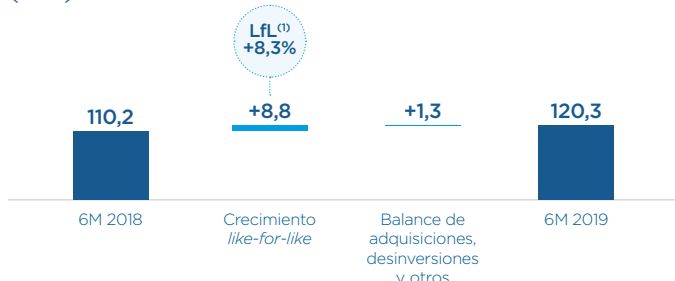 LfL(1)
+8,3%
110,2
+8,8
+1,3
120,3
6M 2018
Crecimiento
like-for-like
Balance de
adquisiciones,
desinversiones
y otros
6M 2019